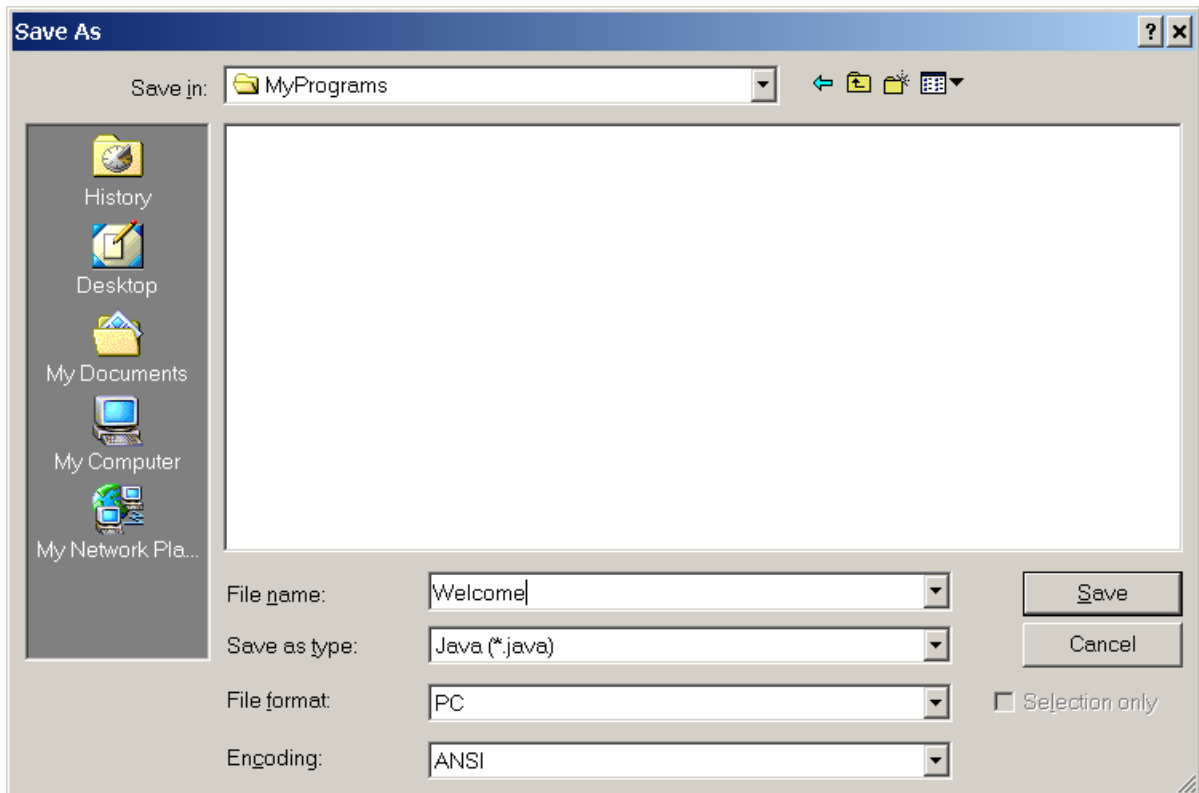 Save As
Save in: MyPrograms
History
Desktop
My Documents
My Computer
My Network Pla...
File name: Welcome Save
Save as type: Java (*.java) Cancel
File format: PC Selection only
Encoding: ANSI